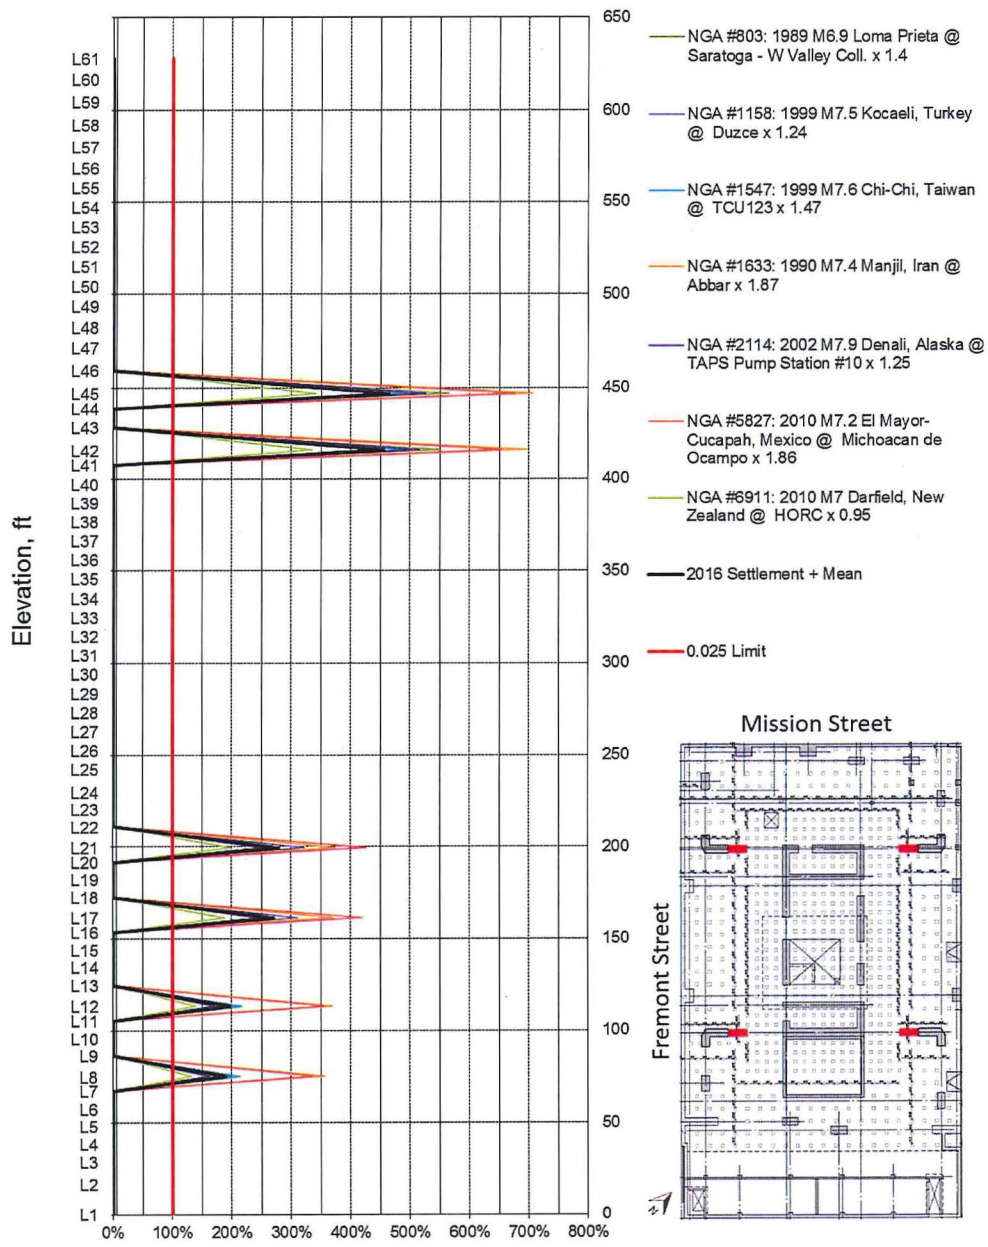 Elevation, ft
L61
L60
L59
L58
L57
L56
L55
L54
L53
L52
L51
L50
L49
L48
L47
L46
L45
L44
L43
L42
L41
L40
L39
L38
L37
L36
L35
L34
L33
L32
L31
L30
L29
L28
L27
L26
L25
L24
L23
L22
L21
L20
L19
L18
L17
L16
L15
L14
L13
L12
L11
L10
L9
L8
L7
L6
L5
L4
L3
L2
L1
0% 100% 200% 300% 400% 500% 600% 700% 800%
650
600
550
500
450
400
350
300
250
200
150
100
50
0
NGA #803: 1989 M6.9 Loma Prieta @
Saratoga - W Valley Coll. x 1.4
NGA #1158: 1999 M7.5 Kocaeli, Turkey
@ Duzce x 1.24
NGA #1547: 1999 M7.6 Chi-Chi, Taiwan
@ TCU123 x 1.47
NGA #1633: 1990 M7.4 Manjil, Iran @
Abbar x 1.87
NGA #2114: 2002 M7.9 Denali, Alaska @
TAPS Pump Station #10 x 1.25
NGA #5827: 2010 M7.2 El Mayor-
Cucapah, Mexico @ Michoacan de
Ocampo x 1.86
NGA #6911: 2010 M7 Darfield, New
Zealand @ HORC x 0.95
2016 Settlement + Mean
0.025 Limit
Mission Street
Fremont Street